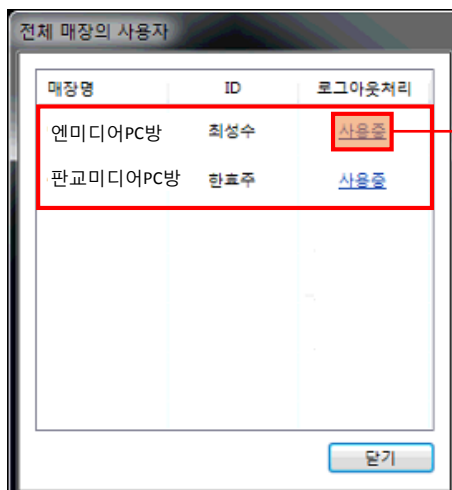 전체 매장의 사용자
매장명 ID 로그아웃처리
엔미디어PC방 최성수 사용중
판교미디어PC방 한효주 사용중
닫기